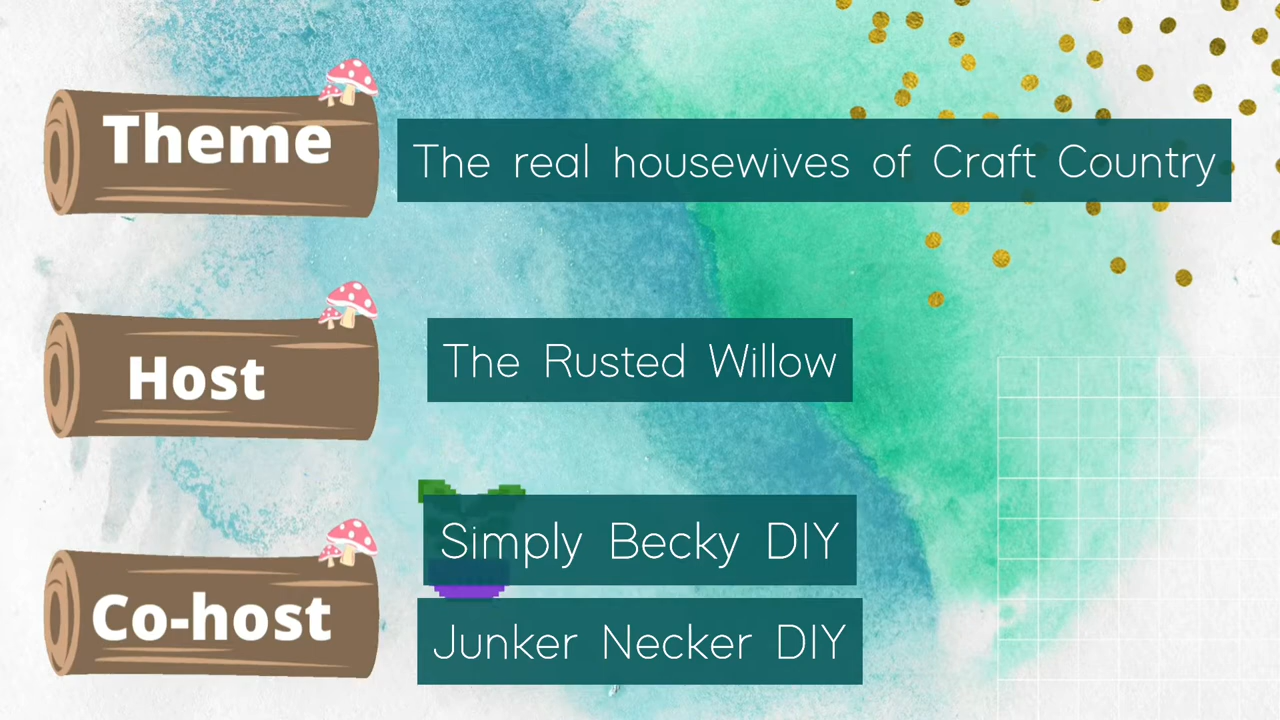 Theme
The real housewives of Craft Country
Host
The Rusted Willow
Co-host
Simply Becky DIY
Junker Necker DIY